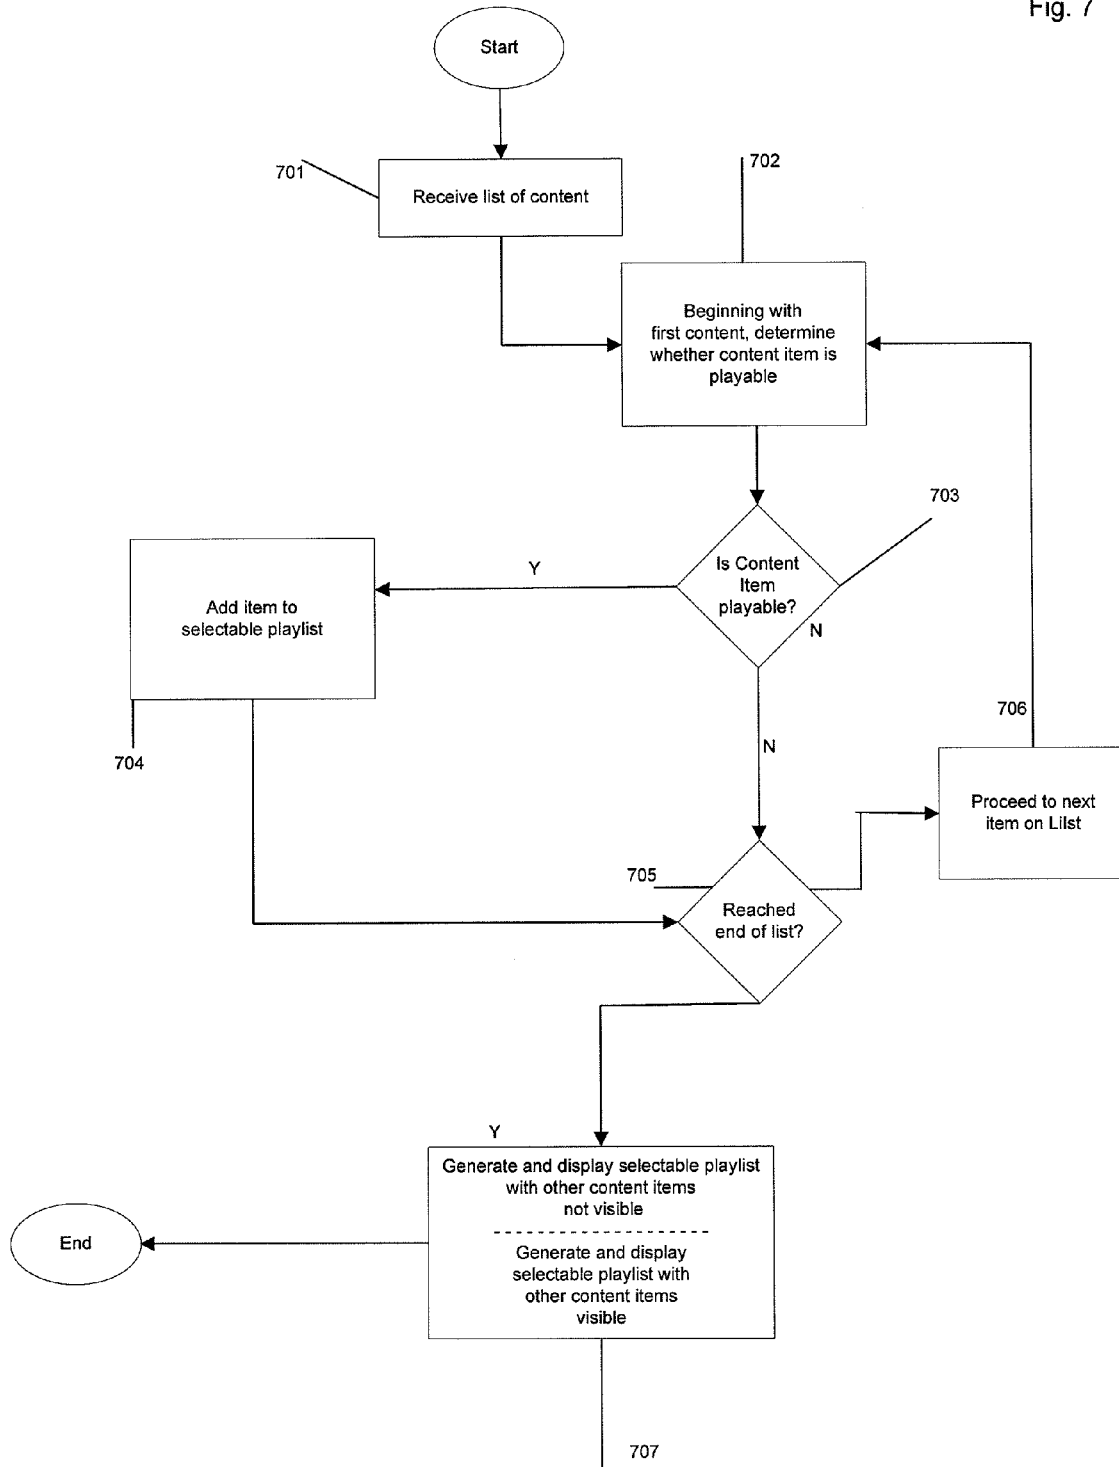 Fig. 7
Start
701
Receive list of content
702
Beginning with
first content, determine
whether content item is
playable
703
Is Content
Item
playable?
Y
N
Add item to
selectable playlist
704
N
706
Proceed to next
item on LiIst
705
Reached
end of list?
Y
Generate and display selectable playlist
with other content items
not visible
Generate and display
selectable playlist with
other content items
visible
End
707